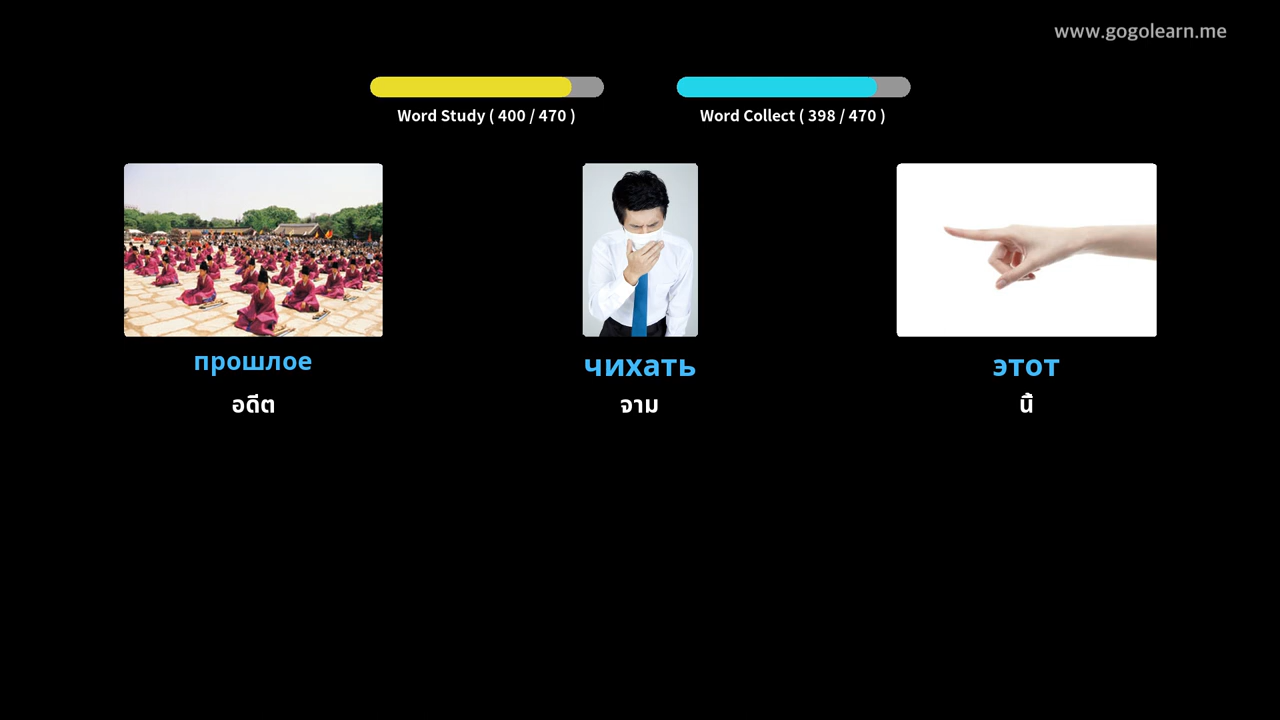 www.gogolearn.me
Word Study ( 400 / 470 )
Word Collect ( 398 / 470 )
прошлое
чихать
этот
อดีต
จาม
นี้